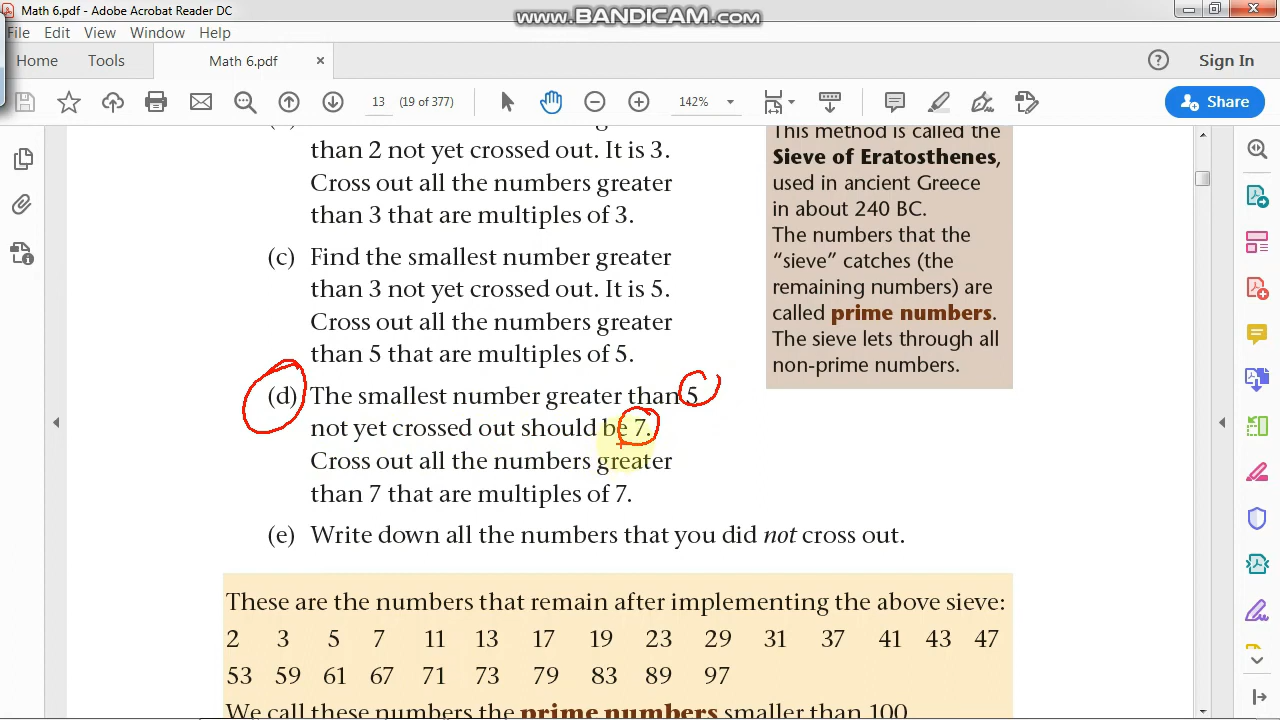 Math 6.pdf - Adobe Acrobat Reader DC
www.BANDICAM.com
File Edit View Window Help
Home Tools Math 6.pdf × ? Sign In
13 (19 of 377) 142% Share
than 2 not yet crossed out. It is 3.
Cross out all the numbers greater
than 3 that are multiples of 3.
(c) Find the smallest number greater
than 3 not yet crossed out. It is 5.
Cross out all the numbers greater
than 5 that are multiples of 5.
(d) The smallest number greater than 5
not yet crossed out should be 7.
Cross out all the numbers greater
than 7 that are multiples of 7.
(e) Write down all the numbers that you did not cross out.
This method is called the
Sieve of Eratosthenes,
used in ancient Greece
in about 240 BC.
The numbers that the
“sieve” catches (the
remaining numbers) are
called prime numbers.
The sieve lets through all
non-prime numbers.
These are the numbers that remain after implementing the above sieve:
2 3 5 7 11 13 17 19 23 29 31 37 41 43 47
53 59 61 67 71 73 79 83 89 97
We call these numbers the prime numbers smaller than 100